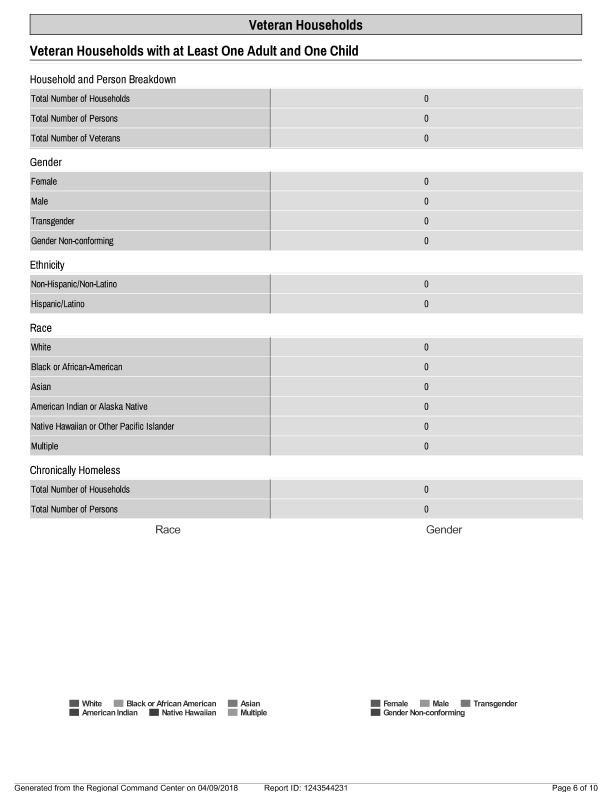 Veteran Households
Veteran Households with at Least One Adult and One Child
Household and Person Breakdown
Total Number of Households 0
Total Number of Persons 0
Total Number of Veterans 0
Gender
Female 0
Male 0
Transgender 0
Gender Non-conforming 0
Ethnicity
Non-Hispanic/Non-Latino 0
Hispanic/Latino 0
Race
White 0
Black or African-American 0
Asian 0
American Indian or Alaska Native 0
Native Hawaiian or Other Pacific Islander 0
Multiple 0
Chronically Homeless
Total Number of Households 0
Total Number of Persons 0
Race Gender
White Black or African American Asian Female Male Transgender
American Indian Native Hawaiian Multiple Gender Non-conforming
Generated from the Regional Command Center on 04/09/2018 Report ID: 1243544231 Page 6 of 10